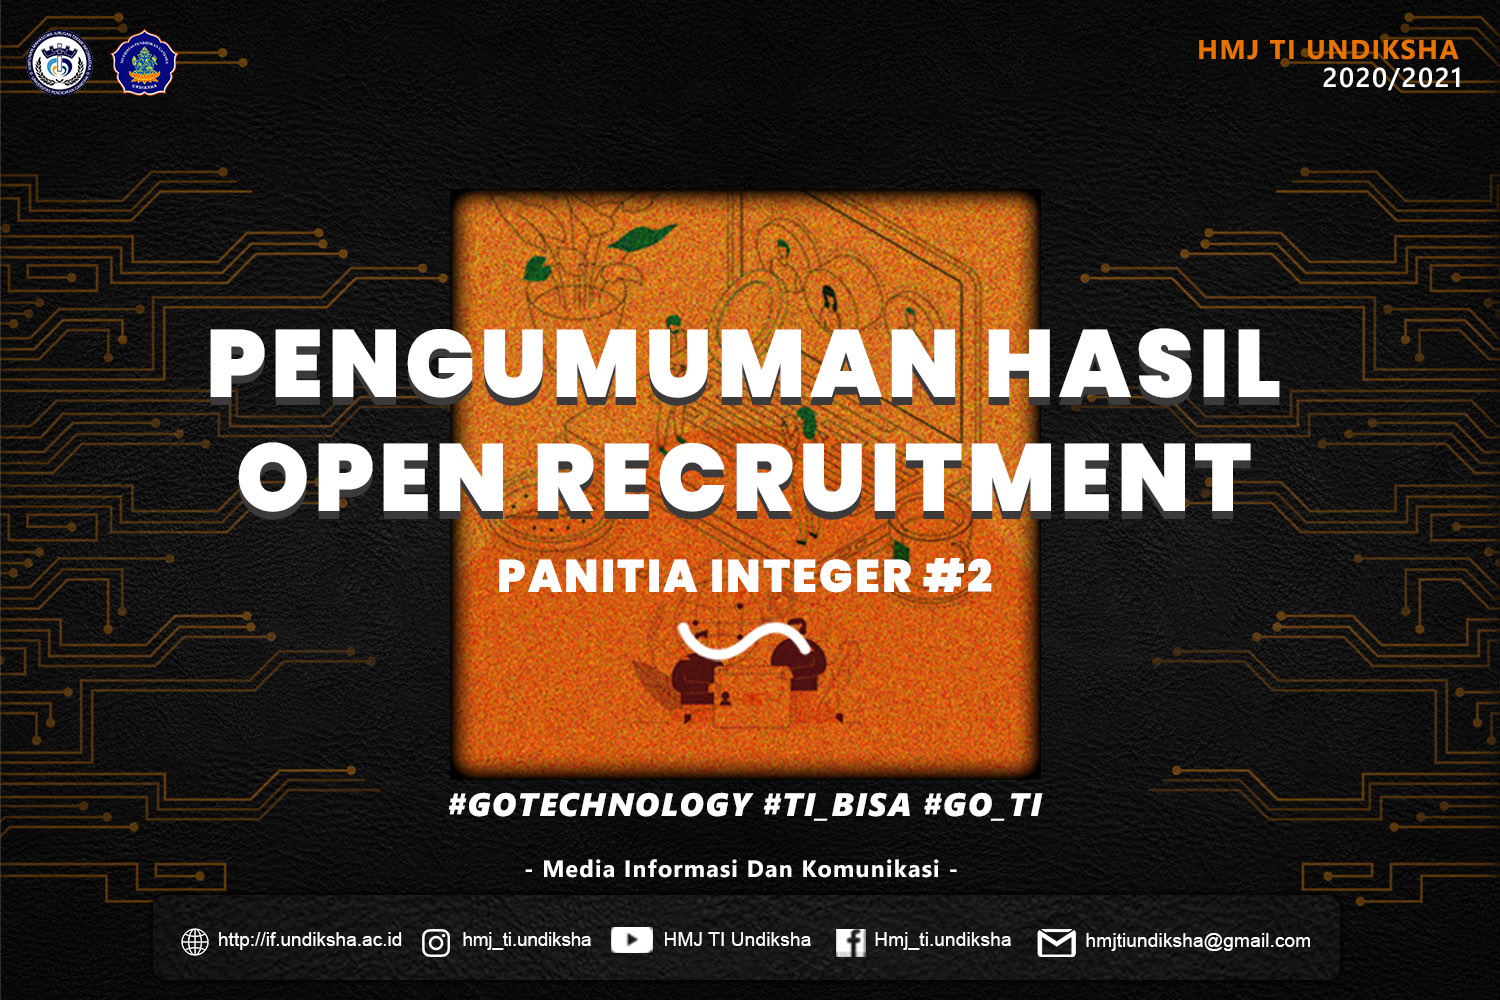 HMJ TI UNDIKSHA
2020/2021
PENGUMUMAN HASIL
OPEN RECRUITMENT
PANITIA INTEGER #2
#GOTECHNOLOGY #TI_BISA #GO_TI
- Media Informasi Dan Komunikasi -
http://if.undiksha.ac.id hmj_ti.undiksha HMJ TI Undiksha Hmj_ti.undiksha hmjtiundiksha@gmail.com